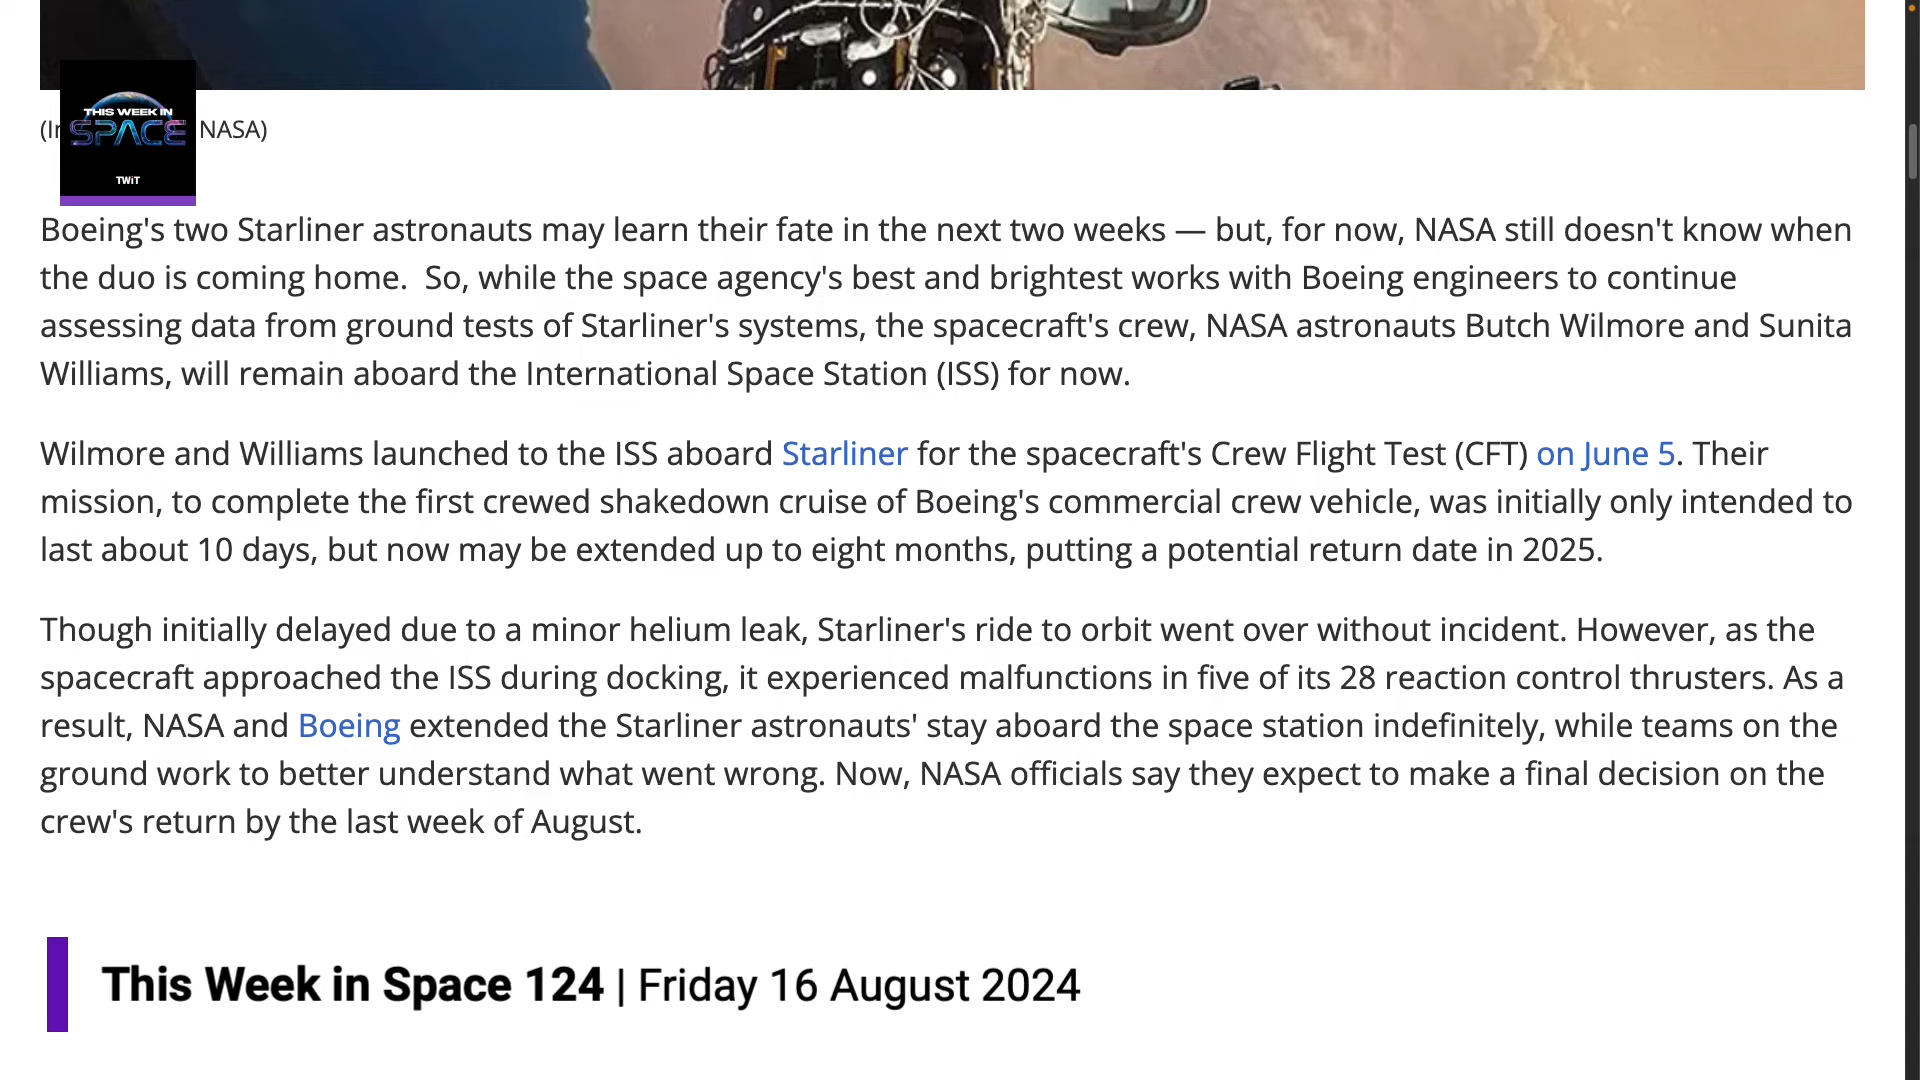 THIS WEEK IN
SPACE
TWiT
NASA)
Boeing's two Starliner astronauts may learn their fate in the next two weeks — but, for now, NASA still doesn't know when
the duo is coming home.  So, while the space agency's best and brightest works with Boeing engineers to continue
assessing data from ground tests of Starliner's systems, the spacecraft's crew, NASA astronauts Butch Wilmore and Sunita
Williams, will remain aboard the International Space Station (ISS) for now.
Wilmore and Williams launched to the ISS aboard Starliner for the spacecraft's Crew Flight Test (CFT) on June 5. Their
mission, to complete the first crewed shakedown cruise of Boeing's commercial crew vehicle, was initially only intended to
last about 10 days, but now may be extended up to eight months, putting a potential return date in 2025.
Though initially delayed due to a minor helium leak, Starliner's ride to orbit went over without incident. However, as the
spacecraft approached the ISS during docking, it experienced malfunctions in five of its 28 reaction control thrusters. As a
result, NASA and Boeing extended the Starliner astronauts' stay aboard the space station indefinitely, while teams on the
ground work to better understand what went wrong. Now, NASA officials say they expect to make a final decision on the
crew's return by the last week of August.
This Week in Space 124 | Friday 16 August 2024